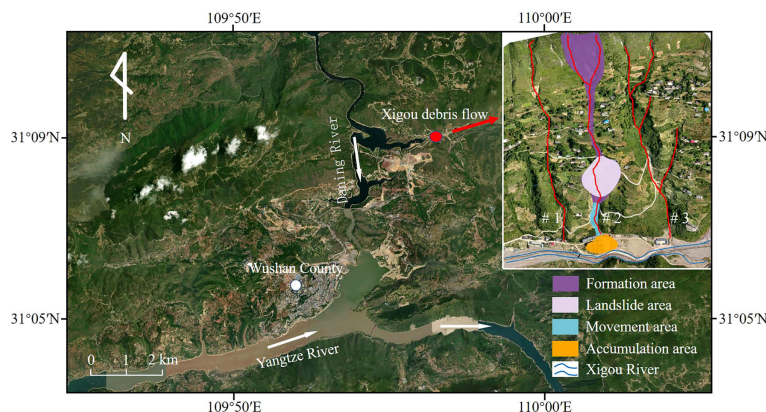 109°50′E
110°00′E
N
Xigou debris flow
31°09′N
31°09′N
Daning River
#1
#2
#3
Wushan County
Formation area
Landslide area
31°05′N
31°05′N
Movement area
Accumulation area
Xigou River
0 1 2 km
Yangtze River
109°50′E
110°00′E